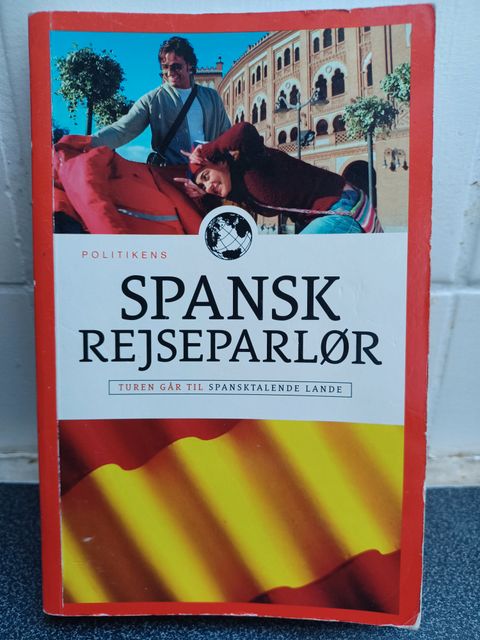 POLITIKENS
SPANSK
REJSEPARLØR
TUREN GÅR TIL SPANSKTALENDE LANDE